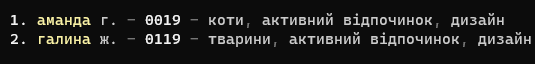 1. аманда г. - 0019 - коти, активний відпочинок, дизайн
2. галина ж. - 0119 - тварини, активний відпочинок, дизайн